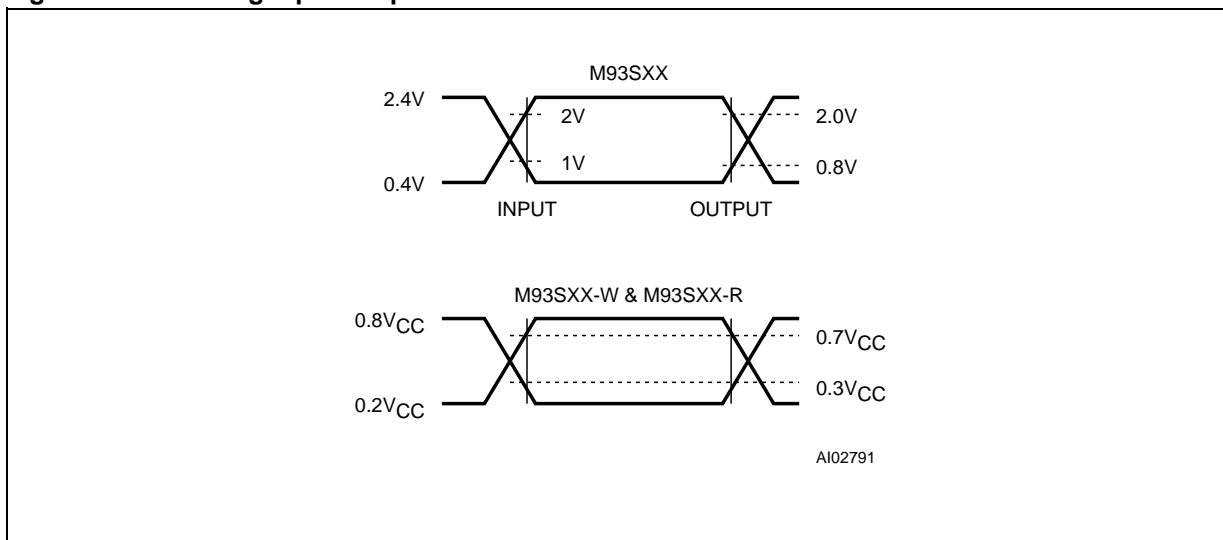 M93SXX
2.4V
2V
2.0V
1V
0.8V
0.4V
INPUT
OUTPUT
M93SXX-W & M93SXX-R
0.8VCC
0.7VCC
0.3VCC
0.2VCC
AI02791